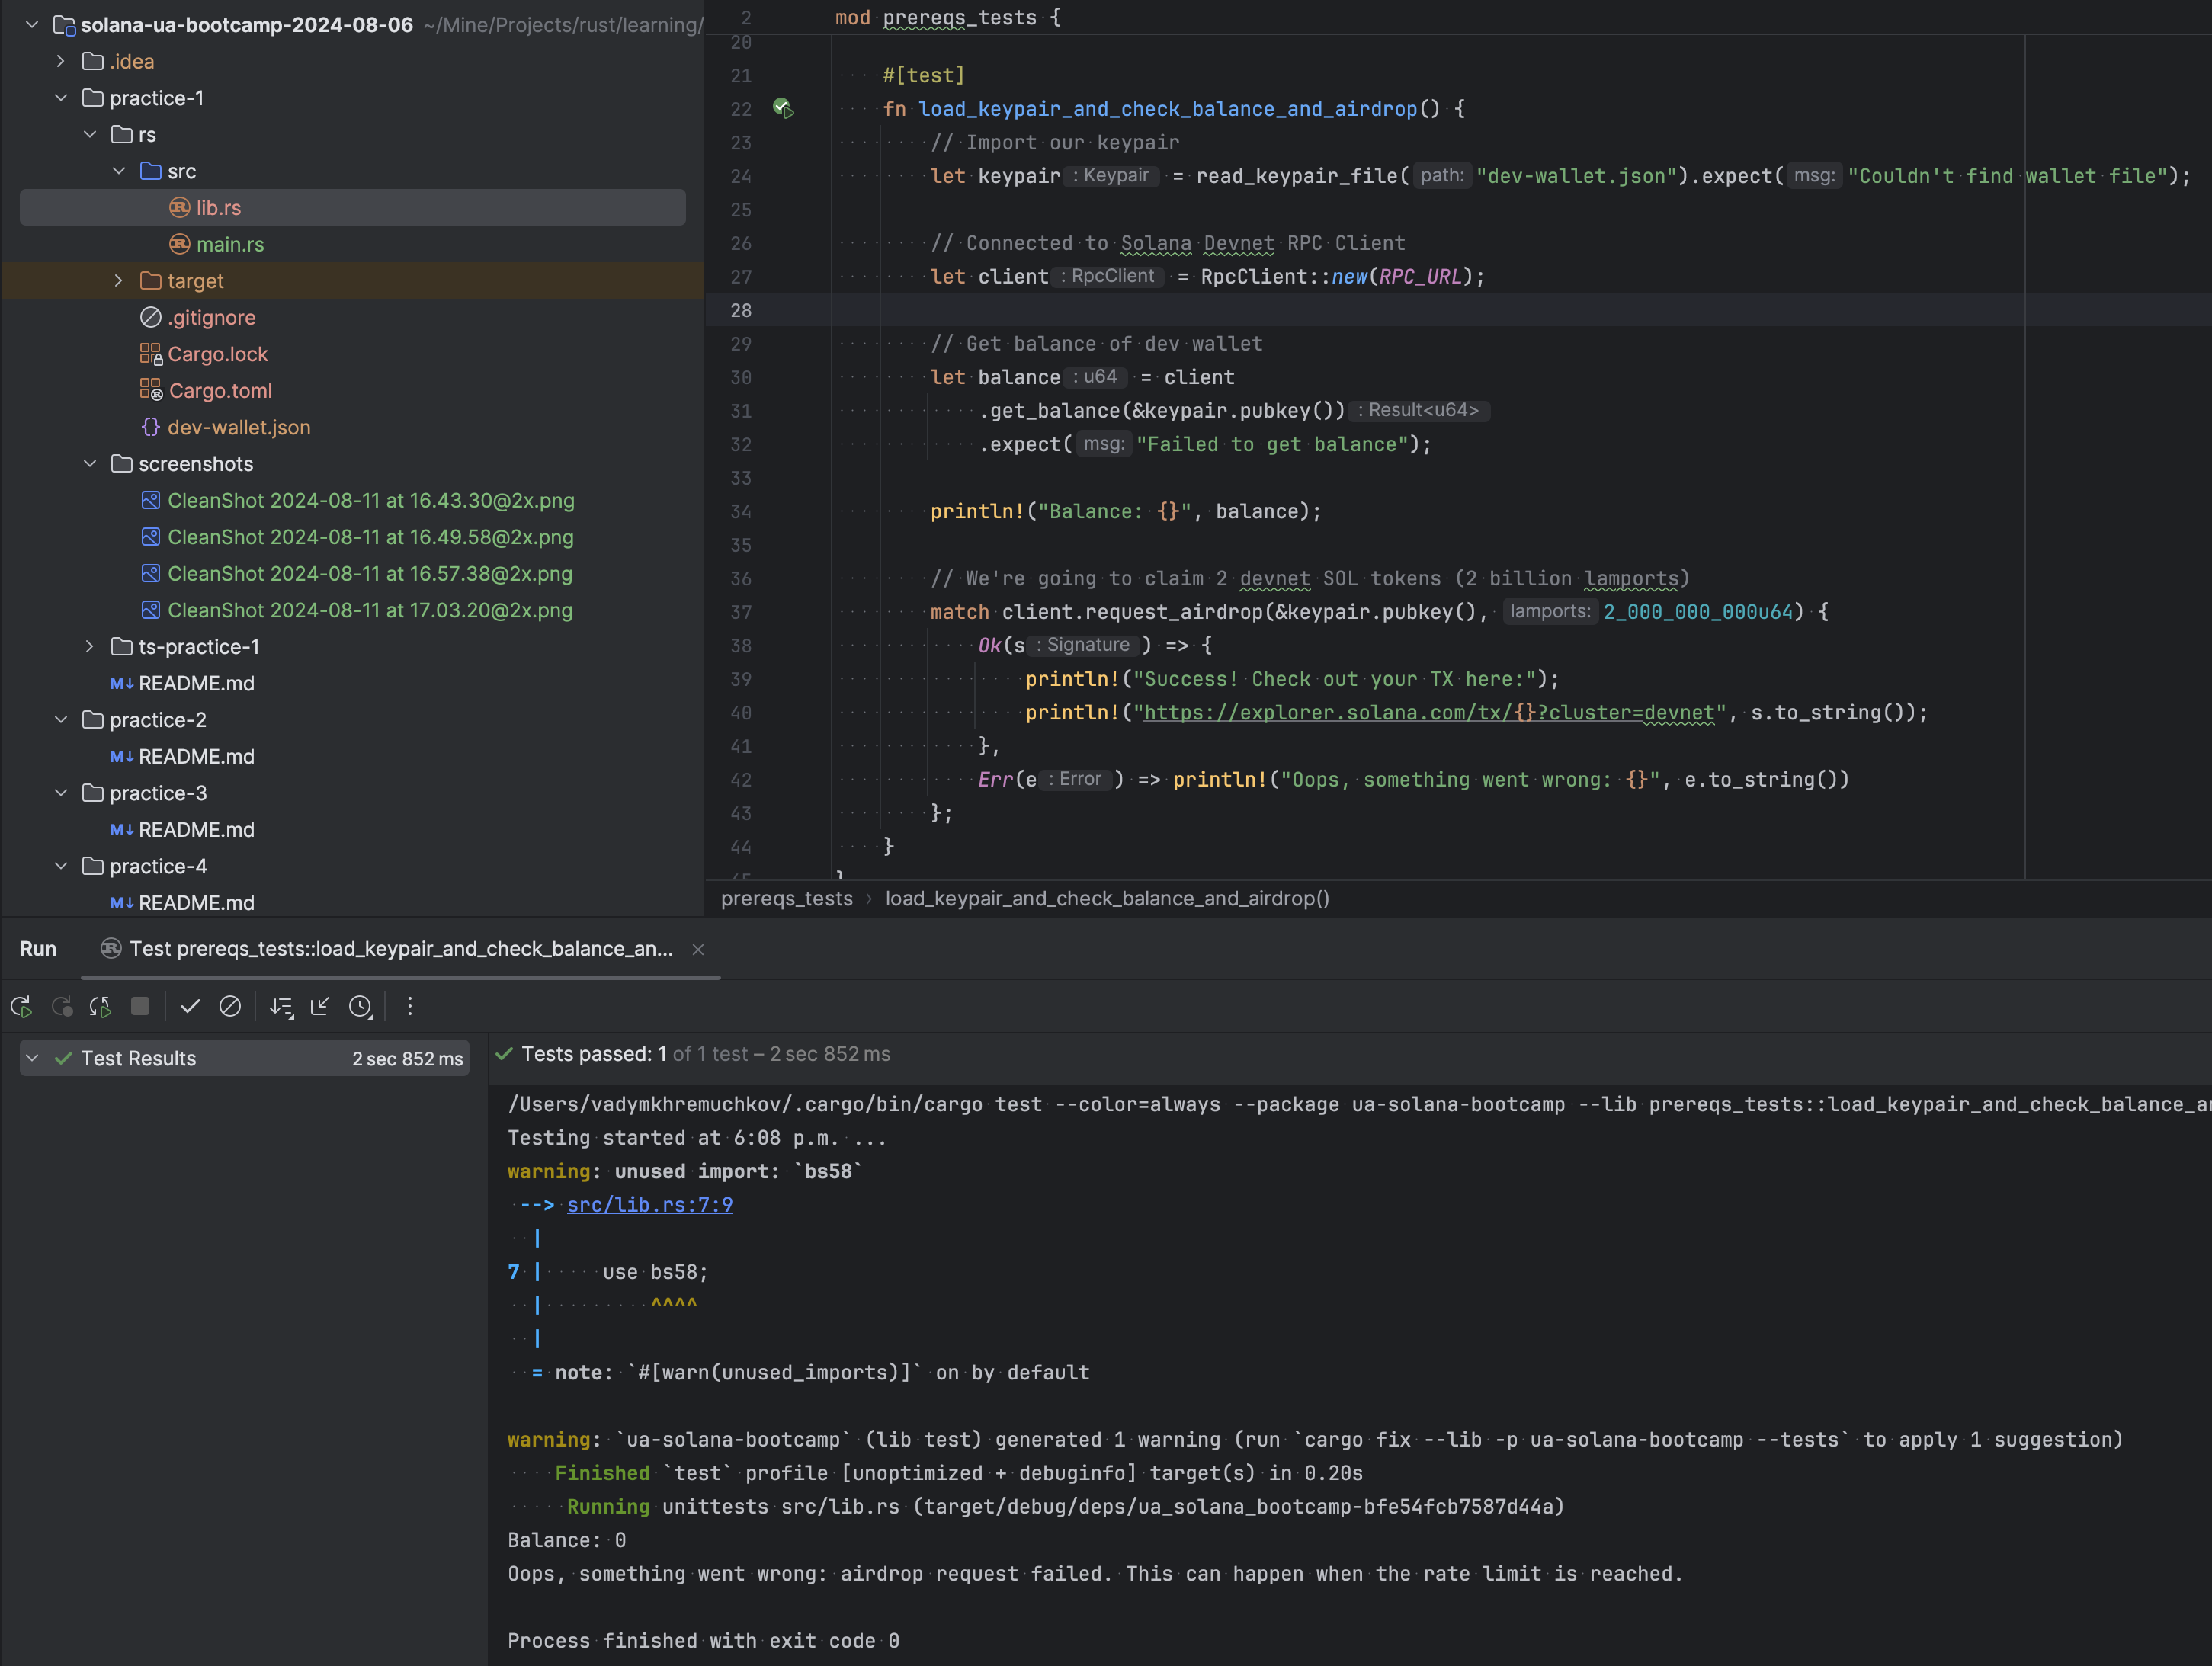 solana-ua-bootcamp-2024-08-06 ~/Mine/Projects/rust/learning/
.idea
practice-1
rs
src
lib.rs
main.rs
target
.gitignore
Cargo.lock
Cargo.toml
dev-wallet.json
screenshots
CleanShot 2024-08-11 at 16.43.30@2x.png
CleanShot 2024-08-11 at 16.49.58@2x.png
CleanShot 2024-08-11 at 16.57.38@2x.png
CleanShot 2024-08-11 at 17.03.20@2x.png
ts-practice-1
README.md
practice-2
README.md
practice-3
README.md
practice-4
README.md
2 mod prereqs_tests {
20
21 #[test]
22 fn load_keypair_and_check_balance_and_airdrop() {
23 // Import our keypair
24 let keypair : Keypair = read_keypair_file( path: "dev-wallet.json").expect( msg: "Couldn't find wallet file");
25
26 // Connected to Solana Devnet RPC Client
27 let client : RpcClient = RpcClient::new(RPC_URL);
28
29 // Get balance of dev wallet
30 let balance : u64 = client
31 .get_balance(&keypair.pubkey()) : Result<u64>
32 .expect( msg: "Failed to get balance");
33
34 println!("Balance: {}", balance);
35
36 // We're going to claim 2 devnet SOL tokens (2 billion lamports)
37 match client.request_airdrop(&keypair.pubkey(), lamports: 2_000_000_000u64) {
38 Ok(s : Signature ) => {
39 println!("Success! Check out your TX here:");
40 println!("https://explorer.solana.com/tx/{}?cluster=devnet", s.to_string());
41 },
42 Err(e : Error ) => println!("Oops, something went wrong: {}", e.to_string())
43 };
44 }
45 }
prereqs_tests › load_keypair_and_check_balance_and_airdrop()
Run Test prereqs_tests::load_keypair_and_check_balance_an...
Test Results 2 sec 852 ms
Tests passed: 1 of 1 test – 2 sec 852 ms
/Users/vadymkhremuchkov/.cargo/bin/cargo test --color=always --package ua-solana-bootcamp --lib prereqs_tests::load_keypair_and_check_balance_a
Testing started at 6:08 p.m. ...
warning: unused import: `bs58`
--> src/lib.rs:7:9
|
7 | use bs58;
| ^^^^
|
= note: `#[warn(unused_imports)]` on by default
warning: `ua-solana-bootcamp` (lib test) generated 1 warning (run `cargo fix --lib -p ua-solana-bootcamp --tests` to apply 1 suggestion)
Finished `test` profile [unoptimized + debuginfo] target(s) in 0.20s
Running unittests src/lib.rs (target/debug/deps/ua_solana_bootcamp-bfe54fcb7587d44a)
Balance: 0
Oops, something went wrong: airdrop request failed. This can happen when the rate limit is reached.
Process finished with exit code 0